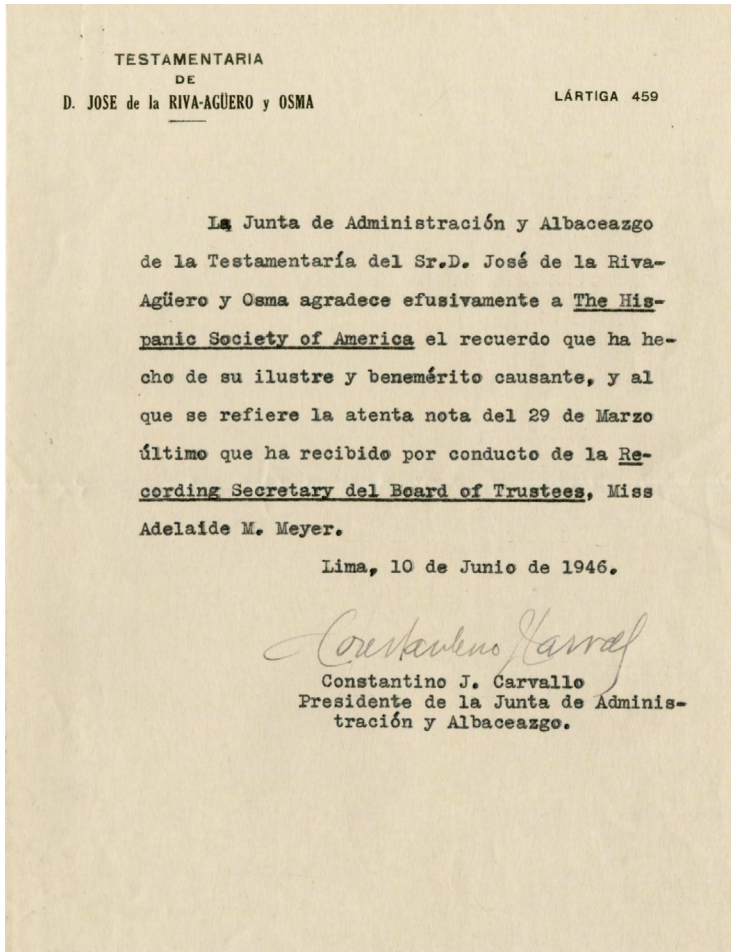 TESTAMENTARIA
DE
D. JOSE de la RIVA-AGÜERO y OSMA
LÁRTIGA 459
La Junta de Administración y Albaceazgo
de la Testamentaría del Sr.D. José de la Riva-
Agüero y Osma agradece efusivamente a The His-
panic Society of America el recuerdo que ha he-
cho de su ilustre y benemérito causante, y al
que se refiere la atenta nota del 29 de Marzo
último que ha recibido por conducto de la Re-
cording Secretary del Board of Trustees, Miss
Adelaide M. Meyer.
Lima, 10 de Junio de 1946.
Constantino J. Carvallo
Presidente de la Junta de Adminis-
tración y Albaceazgo.